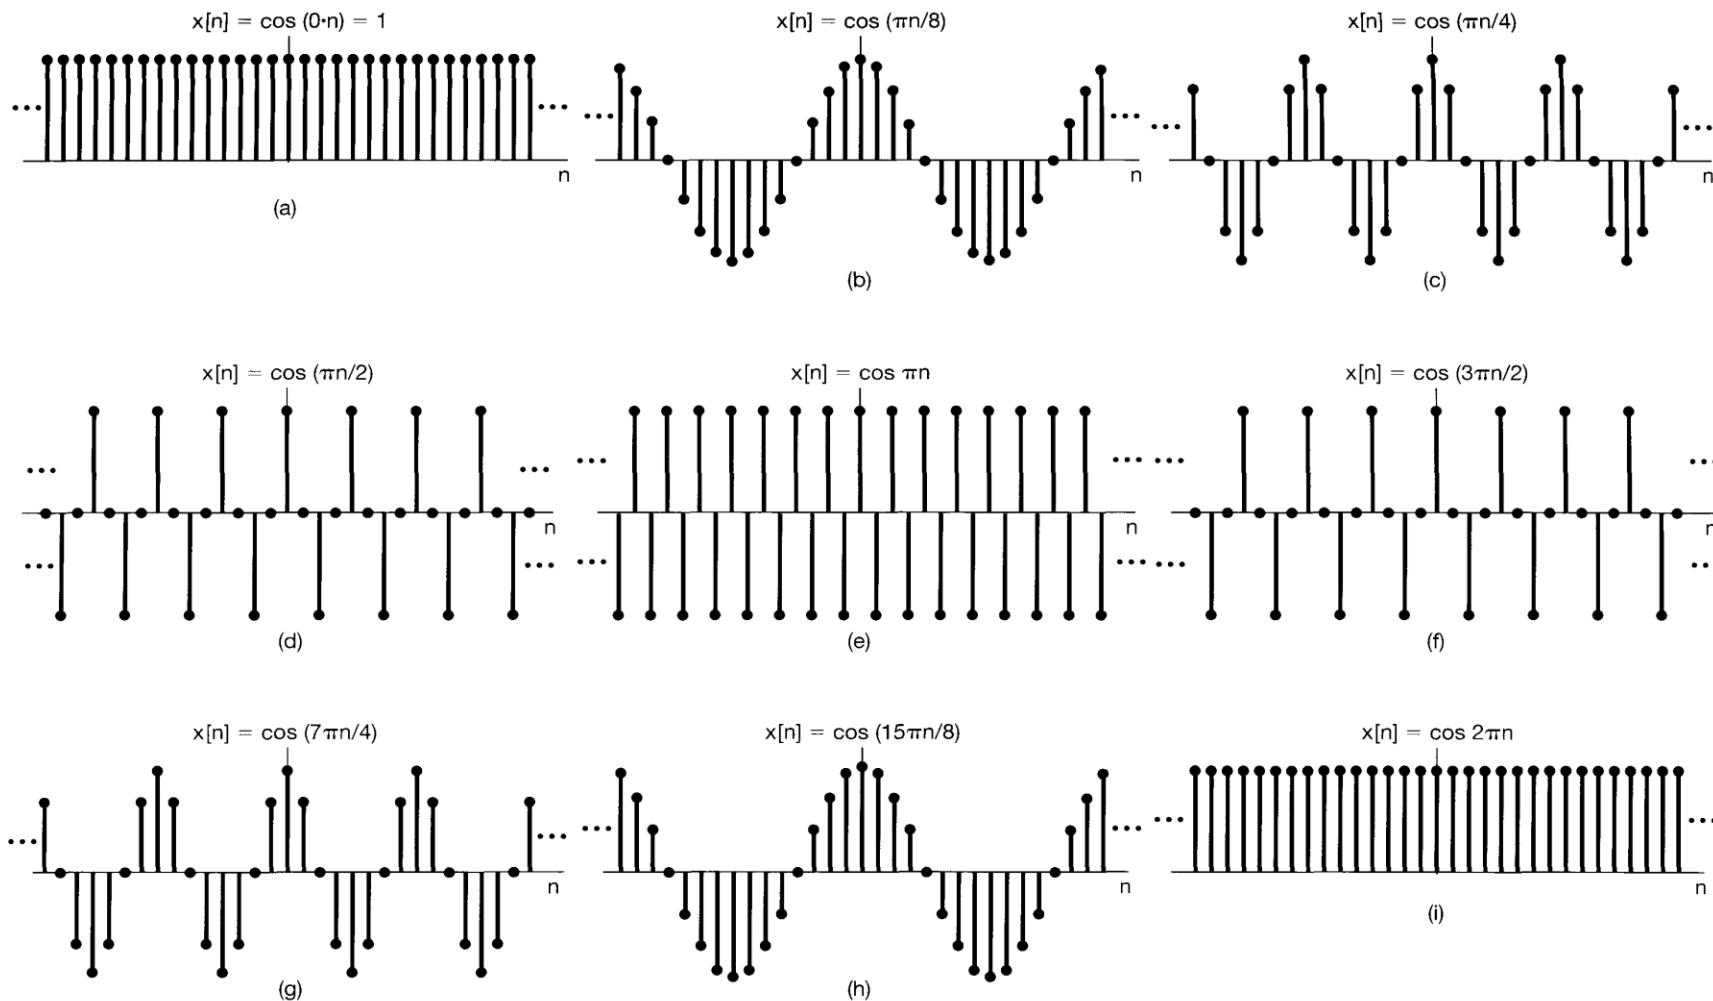 x[n] = cos (0·n) = 1
x[n] = cos (πn/8)
x[n] = cos (πn/4)
n
n
n
(a)
(b)
(c)
x[n] = cos (πn/2)
x[n] = cos πn
x[n] = cos (3πn/2)
n
n
n
(d)
(e)
(f)
x[n] = cos (7πn/4)
x[n] = cos (15πn/8)
x[n] = cos 2πn
n
n
n
(g)
(h)
(i)